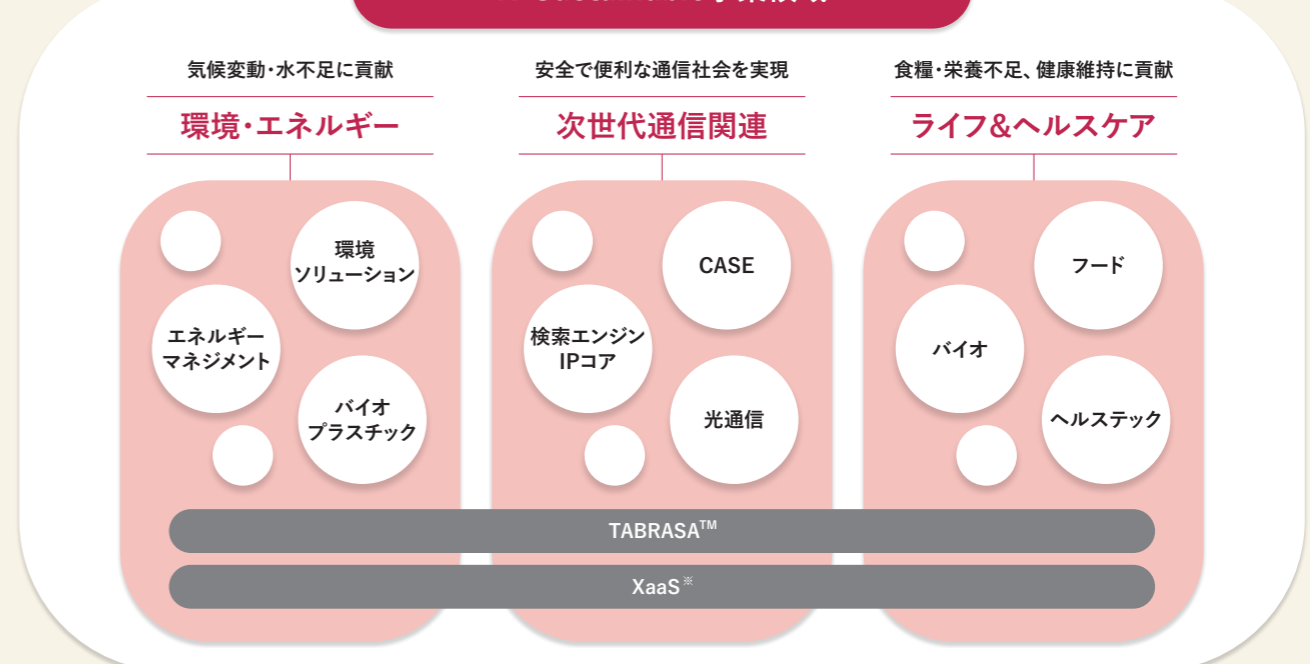 気候変動・水不足に貢献
環境・エネルギー
環境
ソリューション
エネルギー
マネジメント
バイオ
プラスチック
安全で便利な通信社会を実現
次世代通信関連
CASE
検索エンジン
IPコア
光通信
食糧・栄養不足、健康維持に貢献
ライフ&ヘルスケア
フード
バイオ
ヘルステック
TABRASA™
XaaS※